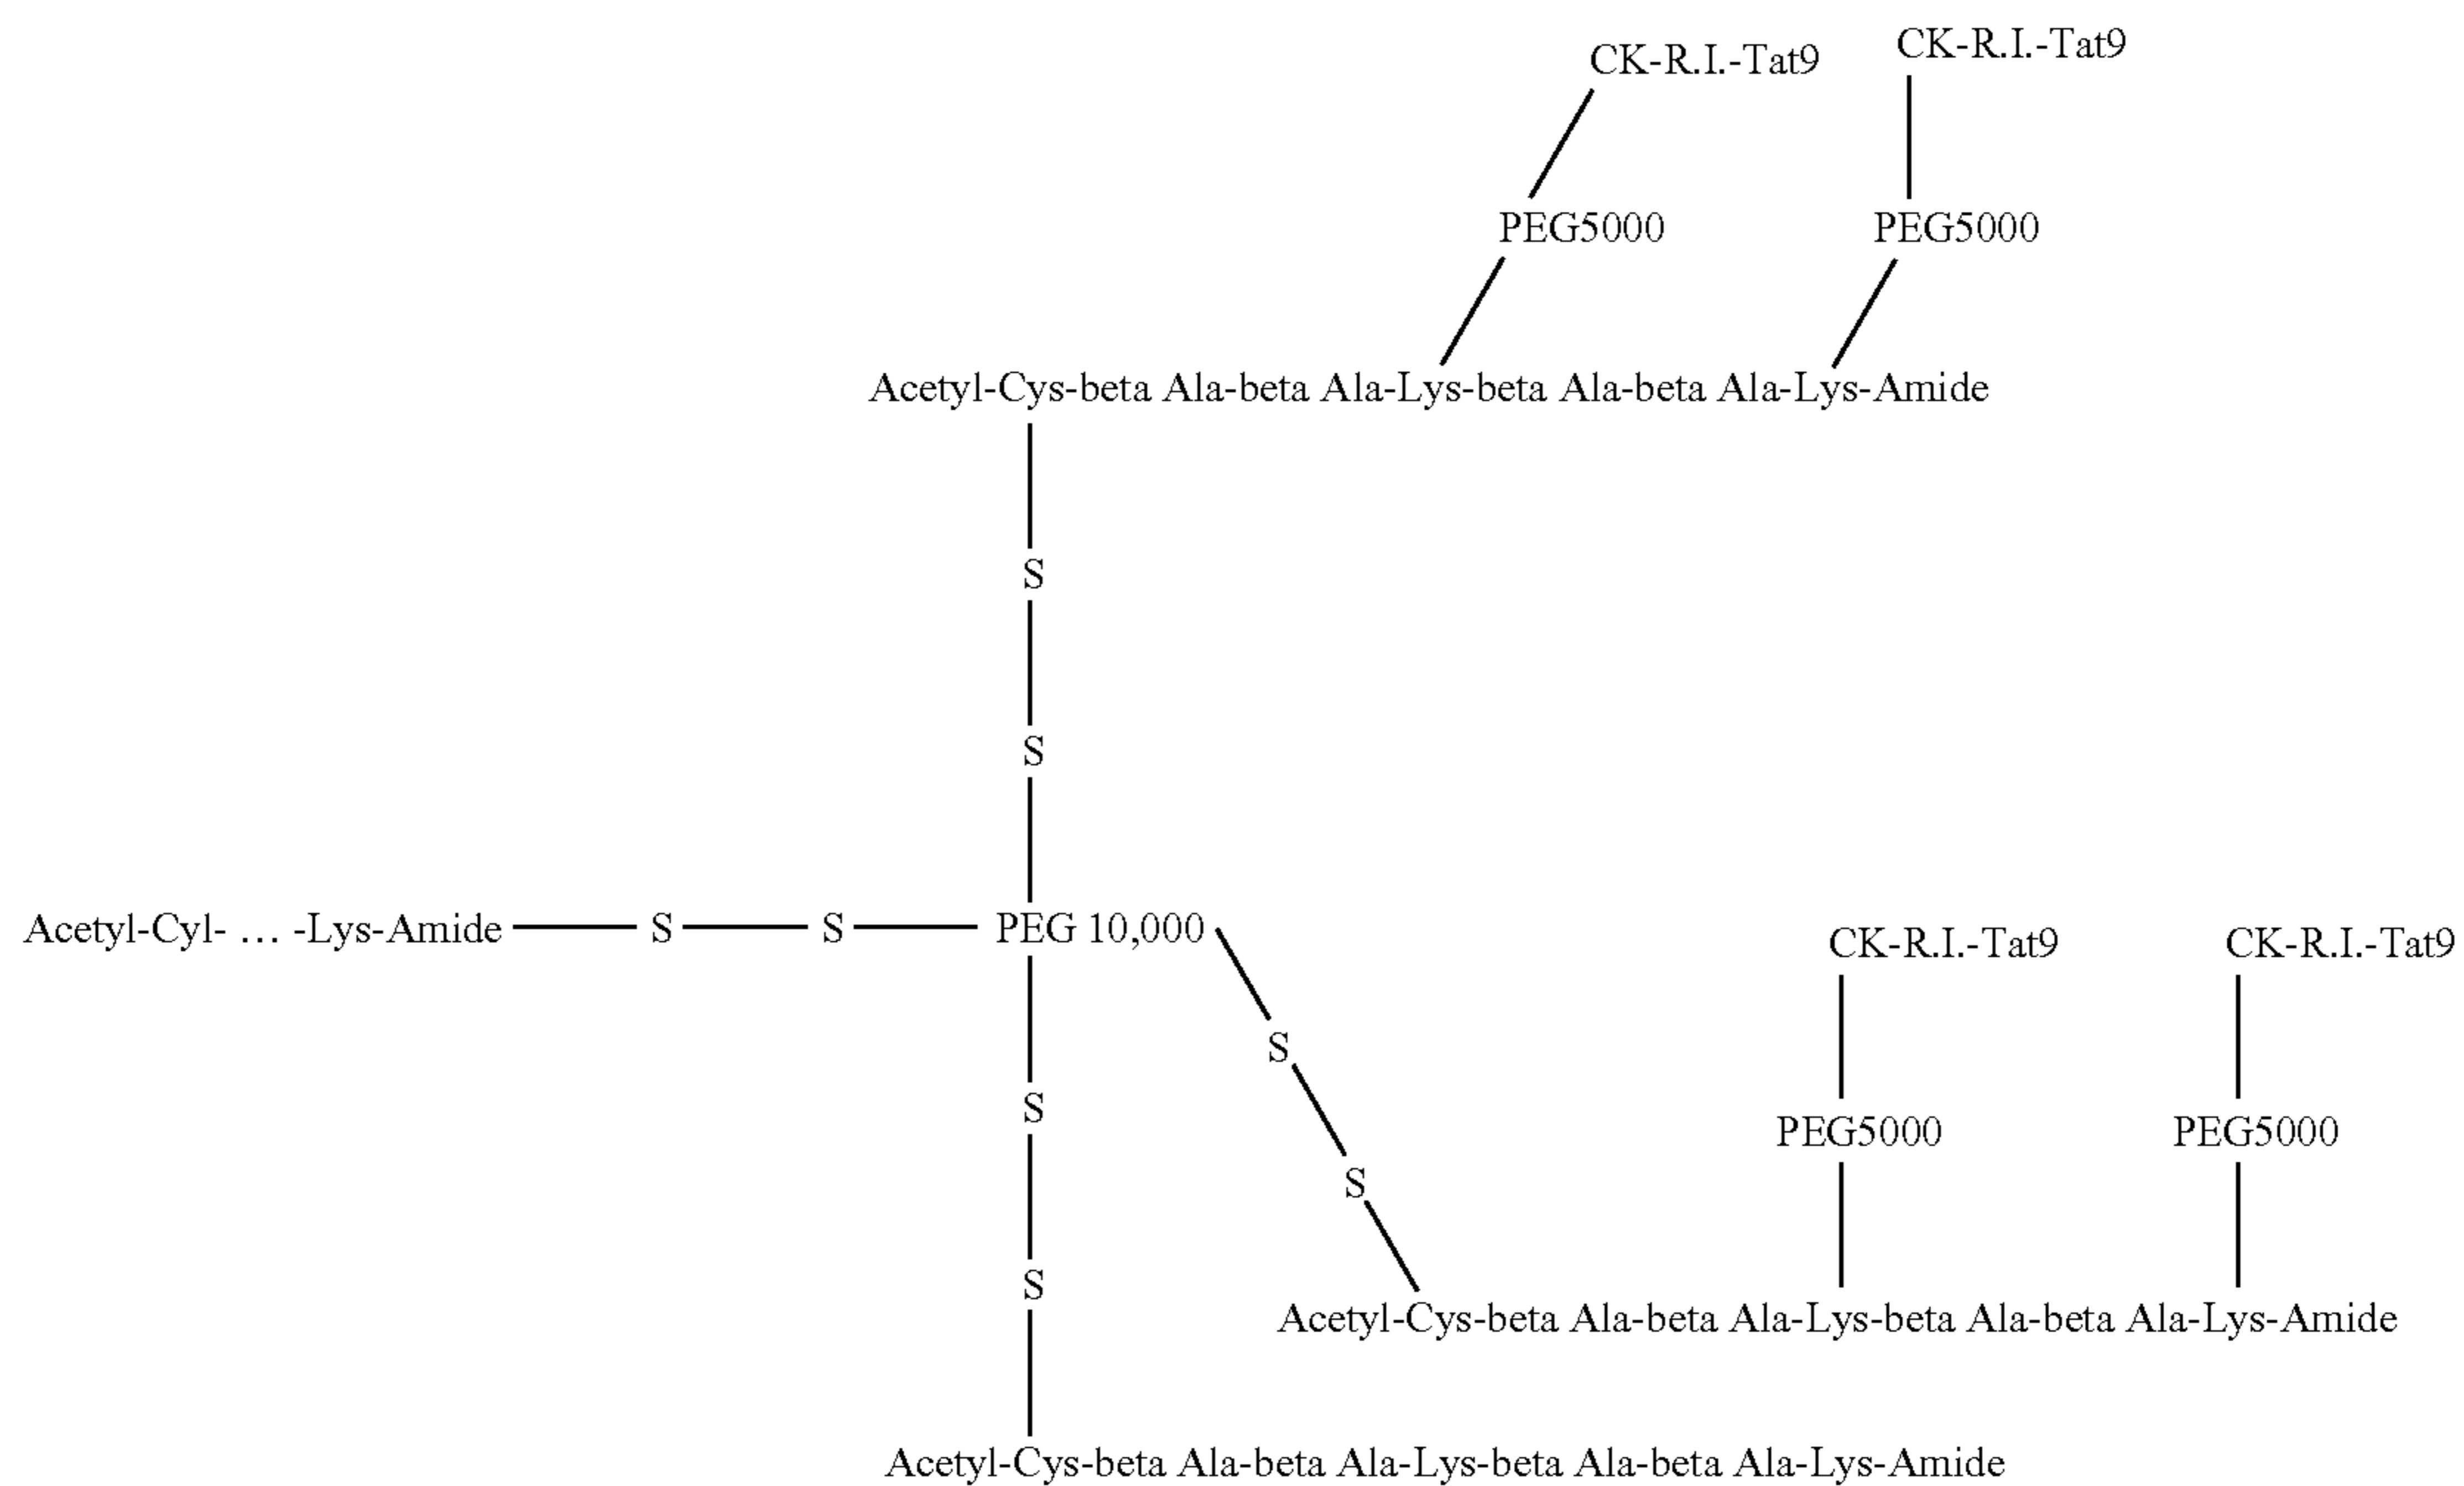 CK-R.I.-Tat9 CK-R.I.-Tat9
PEG5000 PEG5000
Acetyl-Cys-beta Ala-beta Ala-Lys-beta Ala-beta Ala-Lys-Amide
S
S
Acetyl-Cyl- … -Lys-Amide S S PEG 10,000
CK-R.I.-Tat9 CK-R.I.-Tat9
S
S
PEG5000 PEG5000
S
S
Acetyl-Cys-beta Ala-beta Ala-Lys-beta Ala-beta Ala-Lys-Amide
Acetyl-Cys-beta Ala-beta Ala-Lys-beta Ala-beta Ala-Lys-Amide